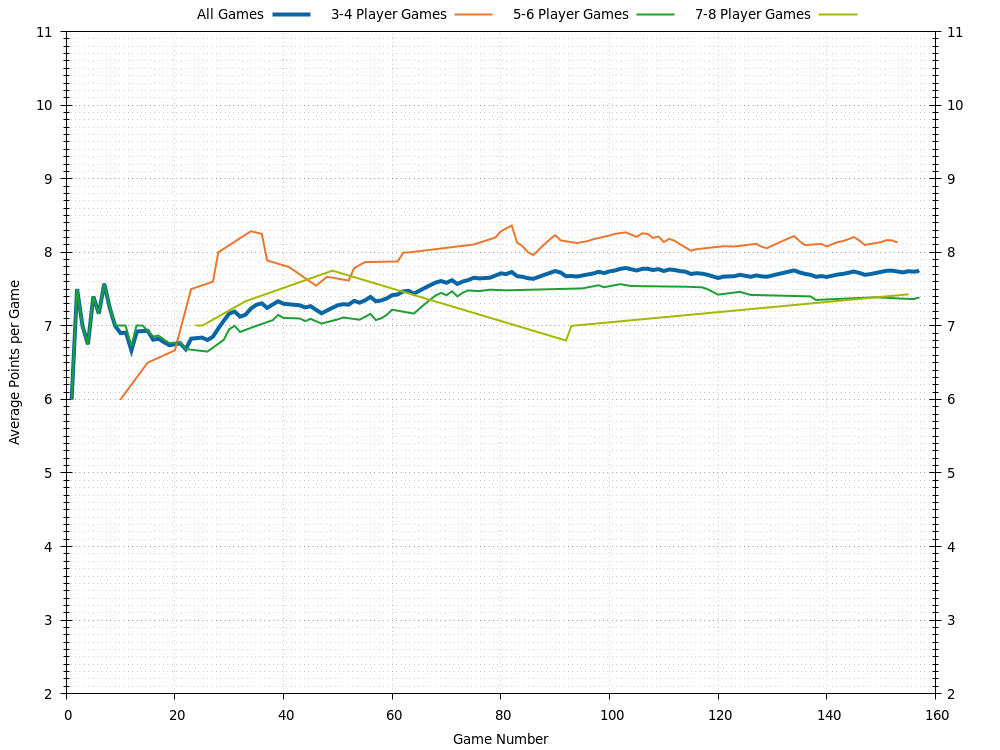 All Games 3-4 Player Games 5-6 Player Games 7-8 Player Games
11 11
10 10
9 9
8 8
7 7
6 6
5 5
4 4
3 3
2 2
Average Points per Game
0 20 40 60 80 100 120 140 160
Game Number